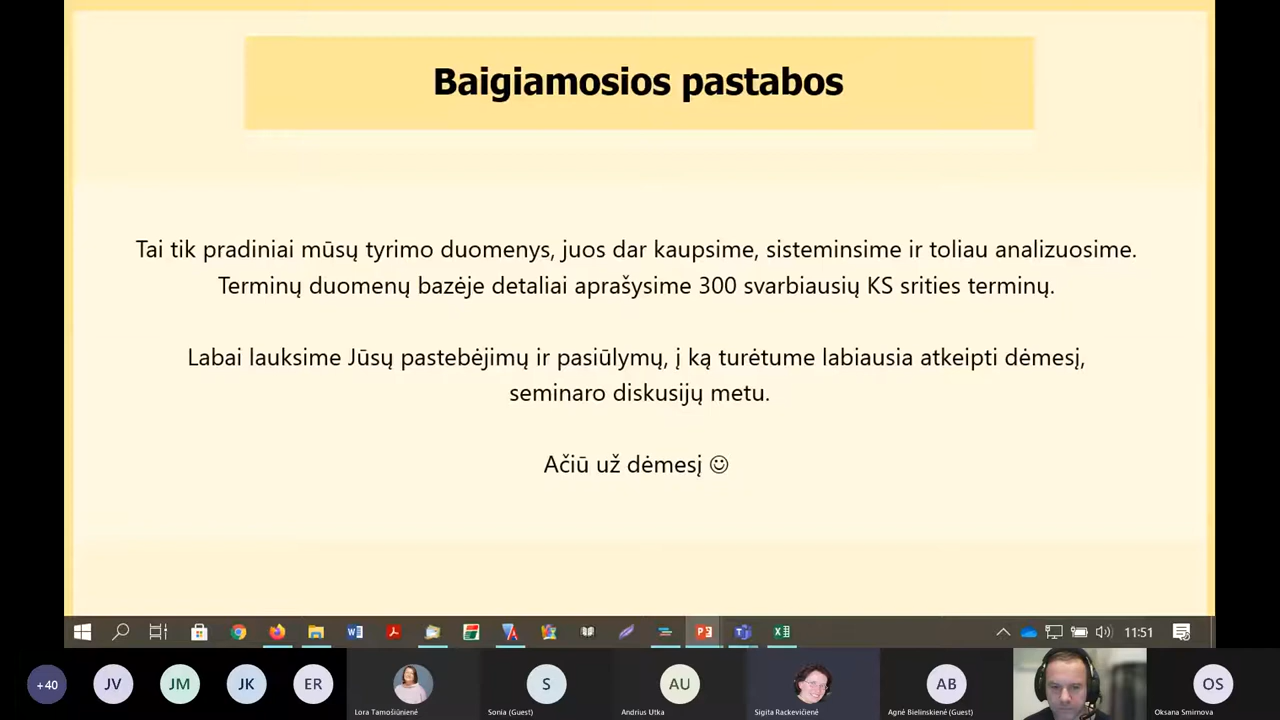 Baigiamosios pastabos
Tai tik pradiniai mūsų tyrimo duomenys, juos dar kaupsime, sisteminsime ir toliau analizuosime.
Terminų duomenų bazėje detaliai aprašysime 300 svarbiausių KS srities terminų.
Labai lauksime Jūsų pastebėjimų ir pasiūlymų, į ką turėtume labiausia atkeipti dėmesį,
seminaro diskusijų metu.
Ačiū už dėmesį ☺
11:51
+40 JV JM JK ER S AU AB OS
Lora Tamošiūnienė Sonia (Guest) Andrius Utka Sigita Rackevičienė Agnė Bielinskienė (Guest) Oksana Smirnova